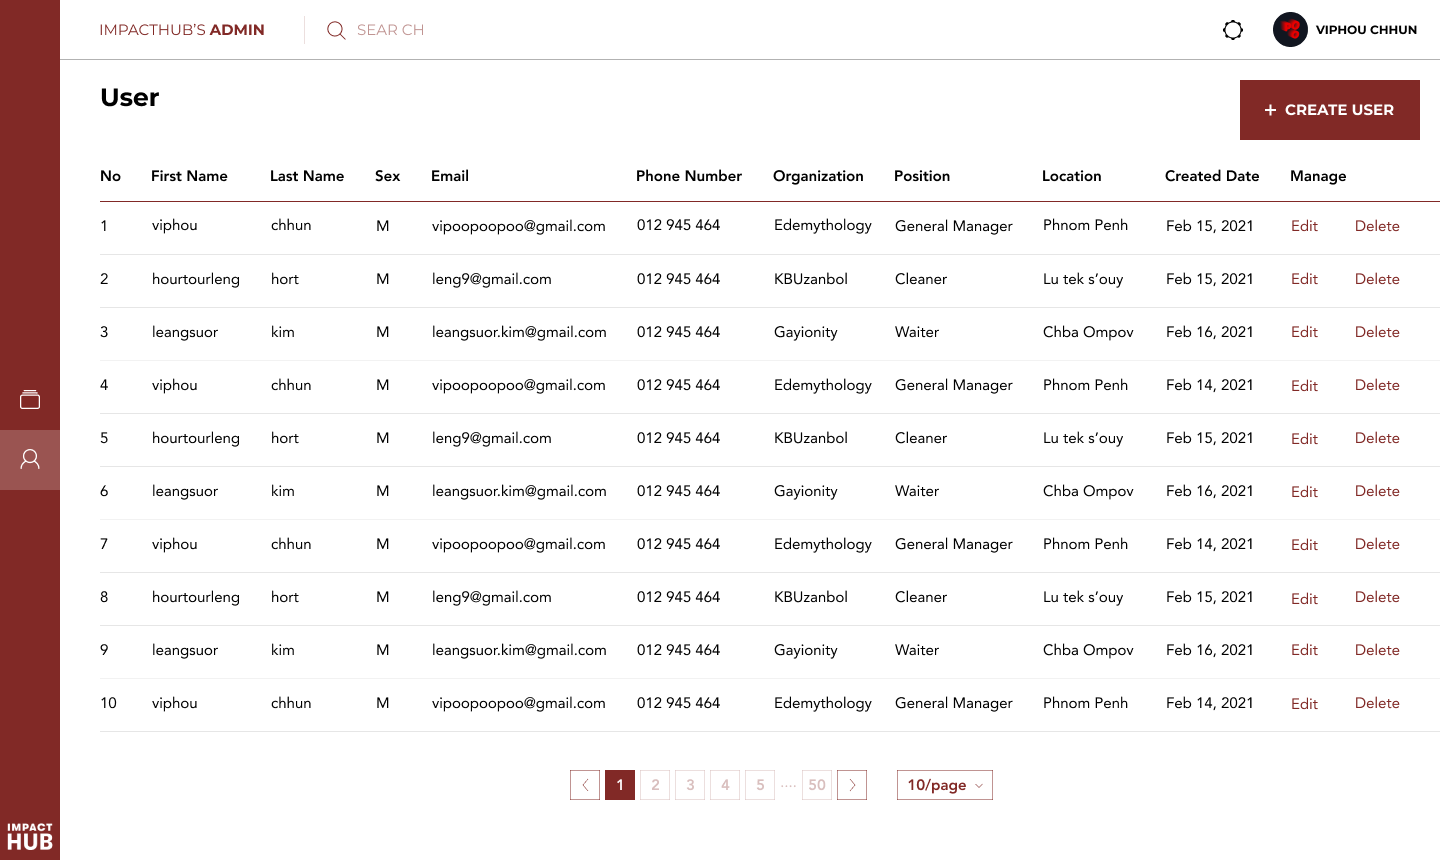 IMPACTHUB'S ADMIN SEAR CH VIPHOU CHHUN
User
+ CREATE USER
No First Name Last Name Sex Email Phone Number Organization Position Location Created Date Manage
1 viphou chhun M vipoopoopoo@gmail.com 012 945 464 Edemythology General Manager Phnom Penh Feb 15, 2021 Edit Delete
2 hourtourleng hort M leng9@gmail.com 012 945 464 KBUzanbol Cleaner Lu tek s’ouy Feb 15, 2021 Edit Delete
3 leangsuor kim M leangsuor.kim@gmail.com 012 945 464 Gayionity Waiter Chba Ompov Feb 16, 2021 Edit Delete
4 viphou chhun M vipoopoopoo@gmail.com 012 945 464 Edemythology General Manager Phnom Penh Feb 14, 2021 Edit Delete
5 hourtourleng hort M leng9@gmail.com 012 945 464 KBUzanbol Cleaner Lu tek s’ouy Feb 15, 2021 Edit Delete
6 leangsuor kim M leangsuor.kim@gmail.com 012 945 464 Gayionity Waiter Chba Ompov Feb 16, 2021 Edit Delete
7 viphou chhun M vipoopoopoo@gmail.com 012 945 464 Edemythology General Manager Phnom Penh Feb 14, 2021 Edit Delete
8 hourtourleng hort M leng9@gmail.com 012 945 464 KBUzanbol Cleaner Lu tek s’ouy Feb 15, 2021 Edit Delete
9 leangsuor kim M leangsuor.kim@gmail.com 012 945 464 Gayionity Waiter Chba Ompov Feb 16, 2021 Edit Delete
10 viphou chhun M vipoopoopoo@gmail.com 012 945 464 Edemythology General Manager Phnom Penh Feb 14, 2021 Edit Delete
1 2 3 4 5 .... 50 10/page
IMPACT
HUB